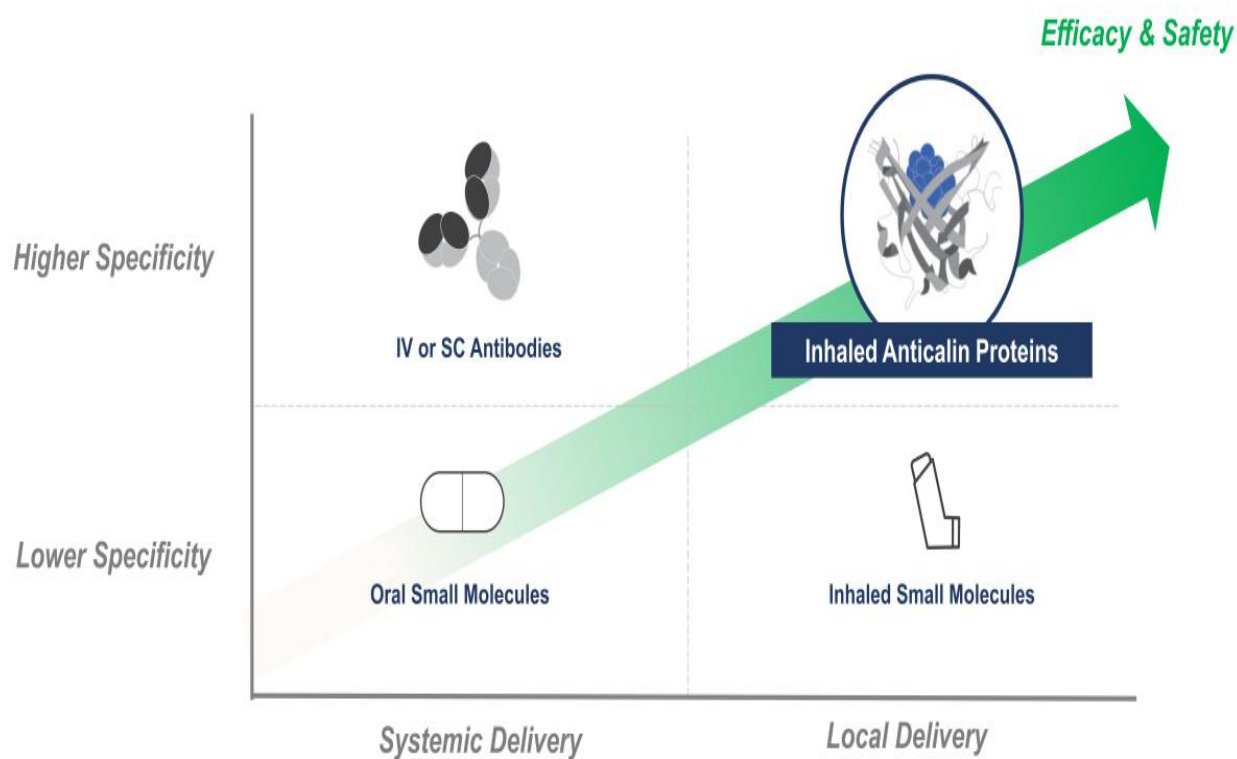 Efficacy & Safety
Higher Specificity
IV or SC Antibodies
Inhaled Anticalin Proteins
Lower Specificity
Oral Small Molecules
Inhaled Small Molecules
Systemic Delivery
Local Delivery